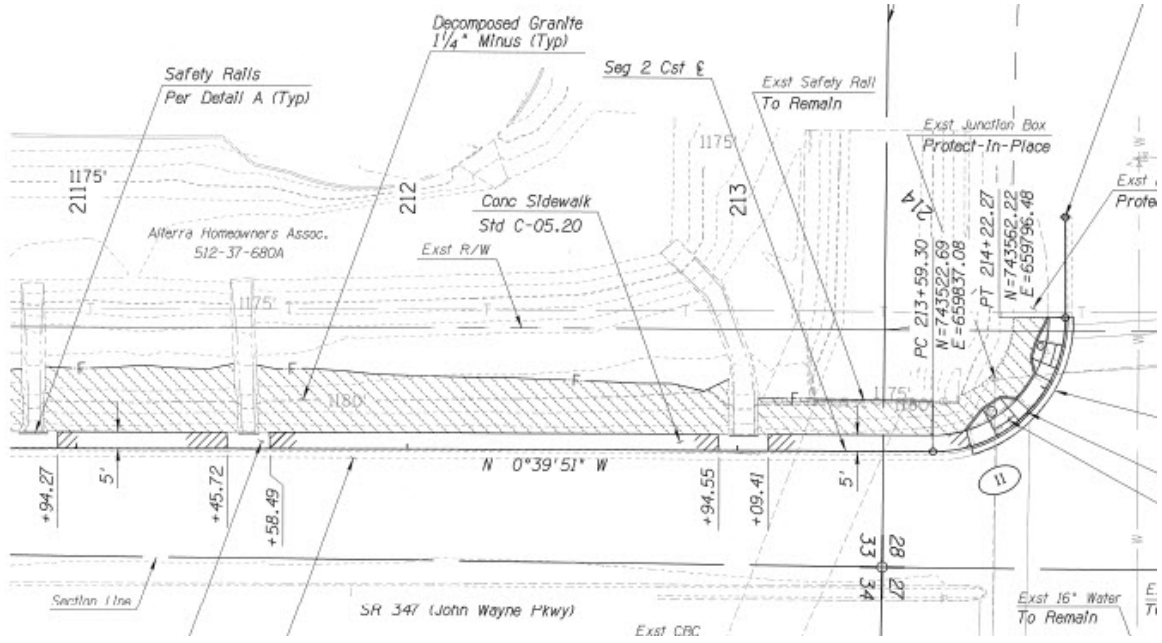 Decomposed Granite
1 1/4" Minus (Typ)
Safety Rails
Per Detail A (Typ)
Seg 2 Cst ℄
Exst Safety Rail
To Remain
Exst Junction Box
Protect-In-Place
1175'
211
212
213
1175'
214
Conc Sidewalk
Std C-05.20
Alterra Homeowners Assoc.
512-37-680A
Exst R/W
PC 213+59.30
N=743522.69
E=659837.08
PT 214+22.27
N=743562.22
E=659796.48
Exst
W
W
1175'
T
T
T
T
T
F
F
F
F
1180'
1175'
1180'
N 0°39'51" W
+94.27
5'
+45.72
+58.49
+94.55
+09.41
5'
11
W
33
28
34
27
Section Line
SR 347 (John Wayne Pkwy)
Exst CBC
Exst 16" Water
To Remain